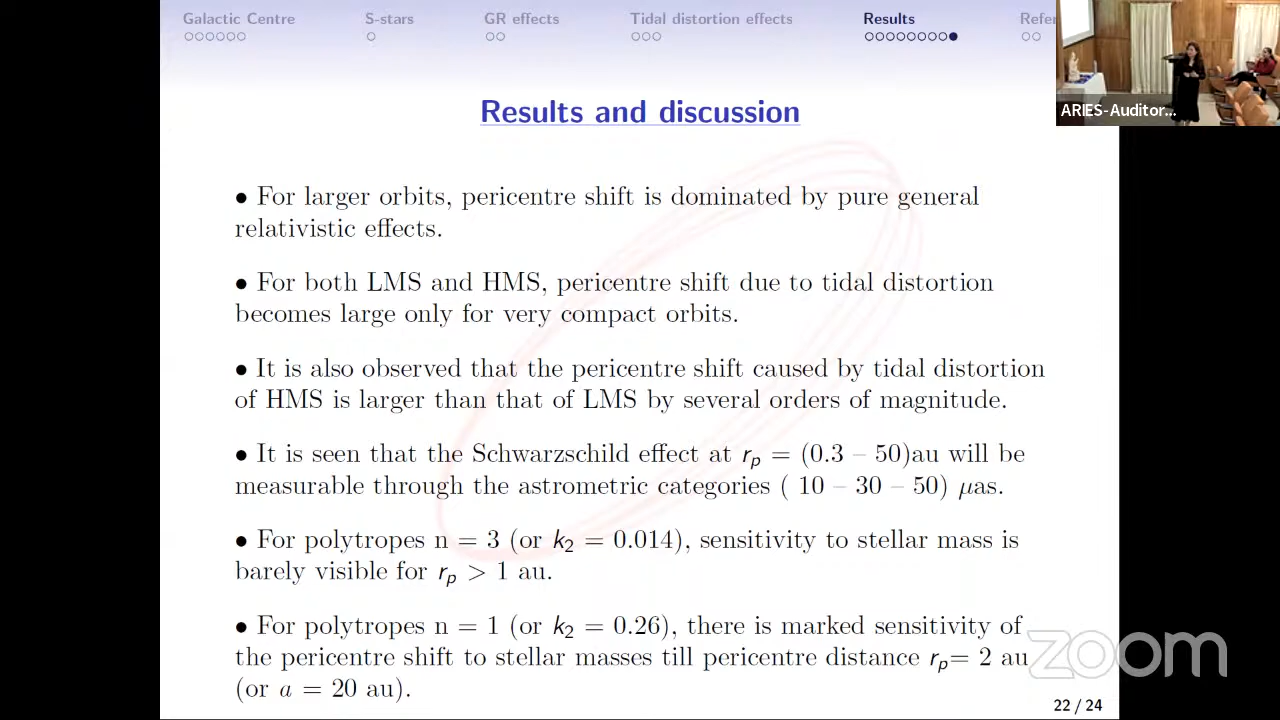 Galactic Centre S-stars GR effects Tidal distortion effects Results Refer
ARIES-Auditor...
Results and discussion
• For larger orbits, pericentre shift is dominated by pure general
relativistic effects.
• For both LMS and HMS, pericentre shift due to tidal distortion
becomes large only for very compact orbits.
• It is also observed that the pericentre shift caused by tidal distortion
of HMS is larger than that of LMS by several orders of magnitude.
• It is seen that the Schwarzschild effect at rₚ = (0.3 – 50)au will be
measurable through the astrometric categories ( 10 – 30 – 50) μas.
• For polytropes n = 3 (or k₂ = 0.014), sensitivity to stellar mass is
barely visible for rₚ > 1 au.
• For polytropes n = 1 (or k₂ = 0.26), there is marked sensitivity of
the pericentre shift to stellar masses till pericentre distance rₚ= 2 au
(or a = 20 au).
zoom
22 / 24